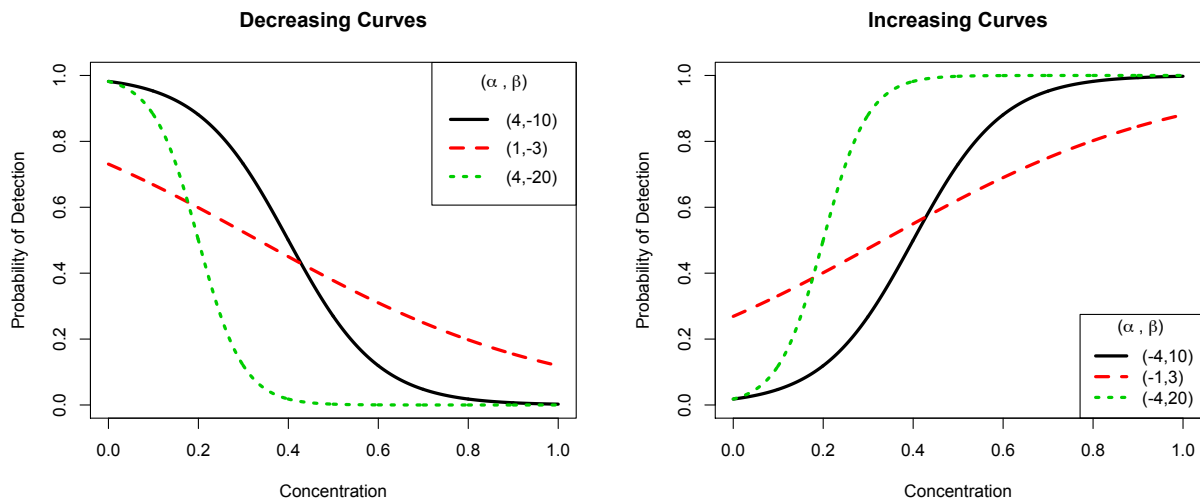 Decreasing Curves
Probability of Detection
1.0
0.8
0.6
0.4
0.2
0.0
(α , β)
(4,-10)
(1,-3)
(4,-20)
0.0 0.2 0.4 0.6 0.8 1.0
Concentration
Increasing Curves
Probability of Detection
1.0
0.8
0.6
0.4
0.2
0.0
(α , β)
(-4,10)
(-1,3)
(-4,20)
0.0 0.2 0.4 0.6 0.8 1.0
Concentration